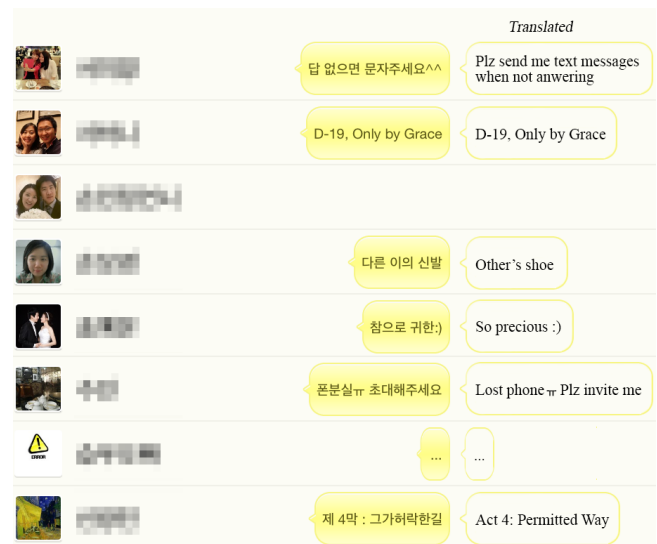 Translated
답 없으면 문자주세요^^
Plz send me text messages
when not anwering
D-19, Only by Grace
D-19, Only by Grace
다른 이의 신발
Other's shoe
참으로 귀한:)
So precious :)
폰분실ㅠ 초대해주세요
Lost phoneㅠ Plz invite me
ERROR
...
...
제 4막 : 그가허락한길
Act 4: Permitted Way